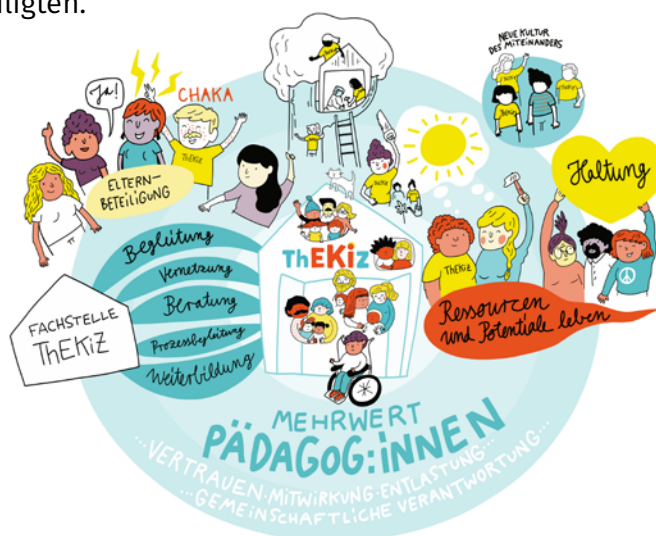 iligten.
NEUE KULTUR
DES MITEINANDERS
Ja!
CHAKA
ThEKiZ
ELTERN-
BETEILIGUNG
Haltung
Begleitung
Vernetzung
Beratung
Prozessbegleitung
Weiterbildung
FACHSTELLE
ThEKiZ
ThEKiz
ThEKiZ
Ressourcen
und Potentiale leben
MEHRWERT
PÄDAGOG:iNNEN
...VERTRAUEN·MITWIRKUNG·ENTLASTUNG...
...GEMEINSCHAFTLICHE VERANTWORTUNG...